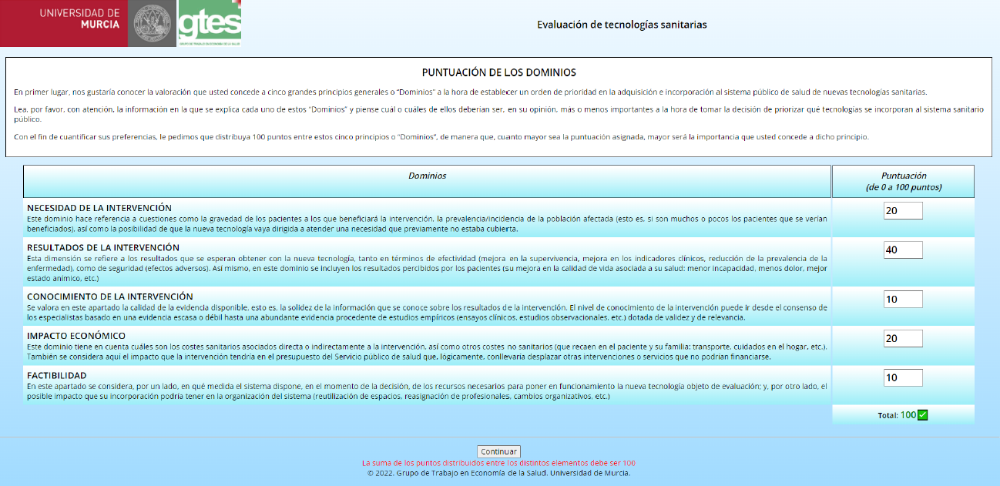 UNIVERSIDAD DE
MURCIA
gtes
GRUPO DE TRABAJO EN ECONOMÍA DE LA SALUD
Evaluación de tecnologías sanitarias
PUNTUACIÓN DE LOS DOMINIOS
En primer lugar, nos gustaría conocer la valoración que usted concede a cinco grandes principios generales o "Dominios" a la hora de establecer un orden de prioridad en la adquisición e incorporación al sistema público de salud de nuevas tecnologías sanitarias.
Lea, por favor, con atención, la información en la que se explica cada uno de estos "Dominios" y piense cuál o cuáles de ellos deberían ser, en su opinión, más o menos importantes a la hora de tomar la decisión de priorizar qué tecnologías se incorporan al sistema sanitario
público.
Con el fin de cuantificar sus preferencias, le pedimos que distribuya 100 puntos entre estos cinco principios o "Dominios", de manera que, cuanto mayor sea la puntuación asignada, mayor será la importancia que usted concede a dicho principio.
Dominios
Puntuación
(de 0 a 100 puntos)
NECESIDAD DE LA INTERVENCIÓN
Este dominio hace referencia a cuestiones como la gravedad de los pacientes a los que beneficiará la intervención, la prevalencia/incidencia de la población afectada (esto es, si son muchos o pocos los pacientes que se verían
beneficiados), así como la posibilidad de que la nueva tecnología vaya dirigida a atender una necesidad que previamente no estaba cubierta.
20
RESULTADOS DE LA INTERVENCIÓN
Esta dimensión se refiere a los resultados que se esperan obtener con la nueva tecnología, tanto en términos de efectividad (mejora en la supervivencia, mejora en los indicadores clínicos, reducción de la prevalencia de la
enfermedad), como de seguridad (efectos adversos). Así mismo, en este dominio se incluyen los resultados percibidos por los pacientes (su mejora en la calidad de vida asociada a su salud: menor incapacidad, menos dolor, mejor
estado anímico, etc.)
40
CONOCIMIENTO DE LA INTERVENCIÓN
Se valora en este apartado la calidad de la evidencia disponible, esto es, la solidez de la información que se conoce sobre los resultados de la intervención. El nivel de conocimiento de la intervención puede ir desde el consenso de
los especialistas basado en una evidencia escasa o débil hasta una abundante evidencia procedente de estudios empíricos (ensayos clínicos, estudios observacionales, etc.) dotada de validez y de relevancia.
10
IMPACTO ECONÓMICO
Este dominio tiene en cuenta cuáles son los costes sanitarios asociados directa o indirectamente a la intervención, así como otros costes no sanitarios (que recaen en el paciente y su familia: transporte, cuidados en el hogar, etc.).
También se considera aquí el impacto que la intervención tendría en el presupuesto del Servicio público de salud que, lógicamente, conllevaría desplazar otras intervenciones o servicios que no podrían financiarse.
20
FACTIBILIDAD
En este apartado se considera, por un lado, en qué medida el sistema dispone, en el momento de la decisión, de los recursos necesarios para poner en funcionamiento la nueva tecnología objeto de evaluación; y, por otro lado, el
posible impacto que su incorporación podría tener en la organización del sistema (reutilización de espacios, reasignación de profesionales, cambios organizativos, etc.)
10
Total: 100
Continuar
La suma de los puntos distribuidos entre los distintos elementos debe ser 100
© 2022. Grupo de Trabajo en Economía de la Salud. Universidad de Murcia.